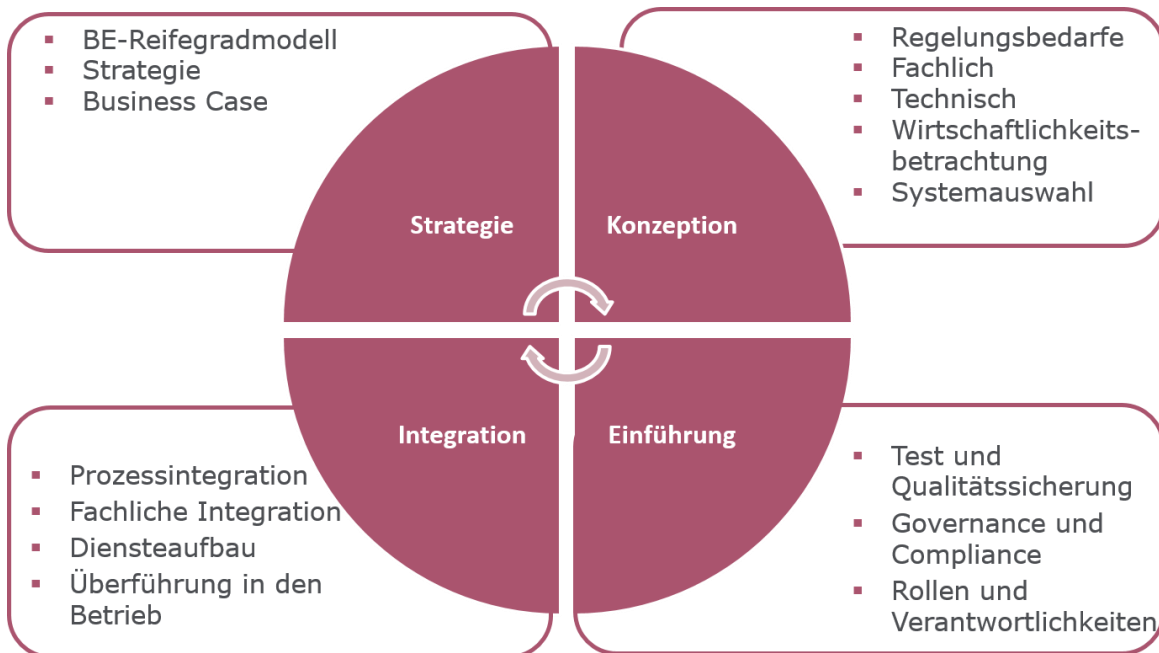 BE-Reifegradmodell
Strategie
Business Case
Regelungsbedarfe
Fachlich
Technisch
Wirtschaftlichkeits-
betrachtung
Systemauswahl
Strategie
Konzeption
Integration
Einführung
Prozessintegration
Fachliche Integration
Diensteaufbau
Überführung in den
Betrieb
Test und
Qualitätssicherung
Governance und
Compliance
Rollen und
Verantwortlichkeiten